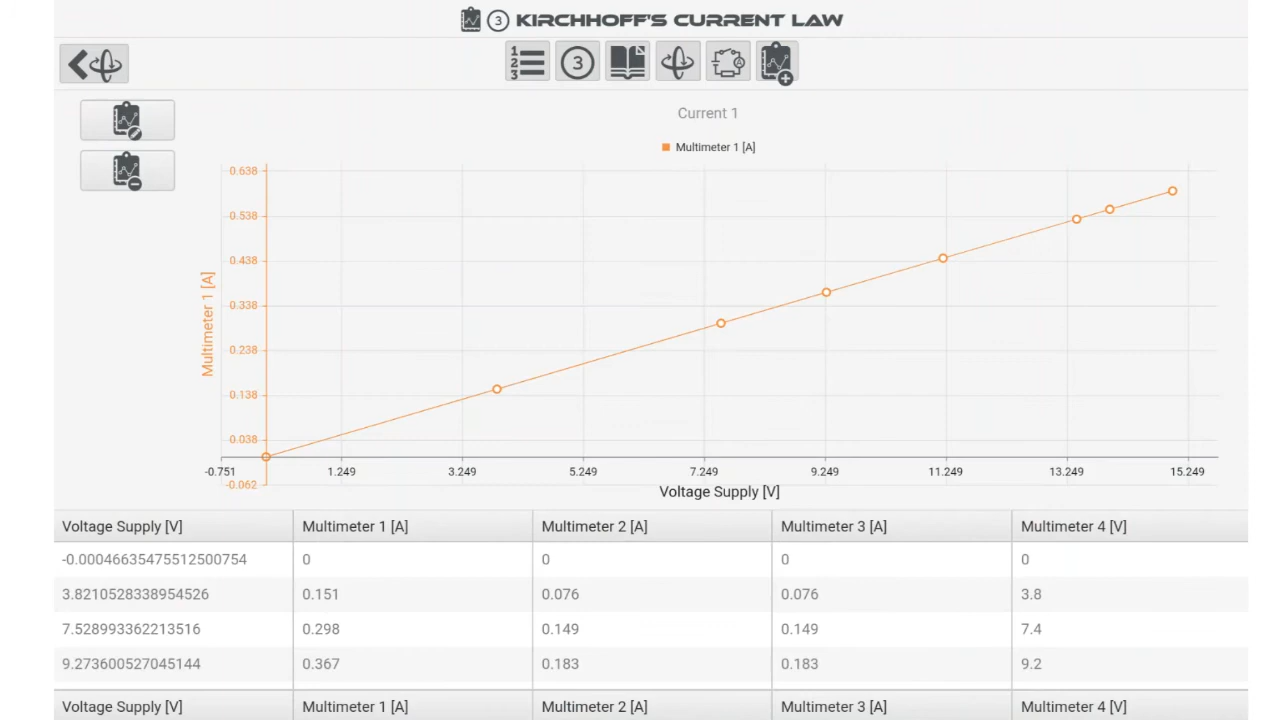 3 KIRCHHOFF'S CURRENT LAW
1 2 3
3
A
Current 1
Multimeter 1 [A]
0.638
0.538
0.438
0.338
0.238
0.138
0.038
-0.062
Multimeter 1 [A]
-0.751 1.249 3.249 5.249 7.249 9.249 11.249 13.249 15.249
Voltage Supply [V]
Voltage Supply [V] Multimeter 1 [A] Multimeter 2 [A] Multimeter 3 [A] Multimeter 4 [V]
-0.00046635475512500754 0 0 0 0
3.8210528338954526 0.151 0.076 0.076 3.8
7.528993362213516 0.298 0.149 0.149 7.4
9.273600527045144 0.367 0.183 0.183 9.2
Voltage Supply [V] Multimeter 1 [A] Multimeter 2 [A] Multimeter 3 [A] Multimeter 4 [V]